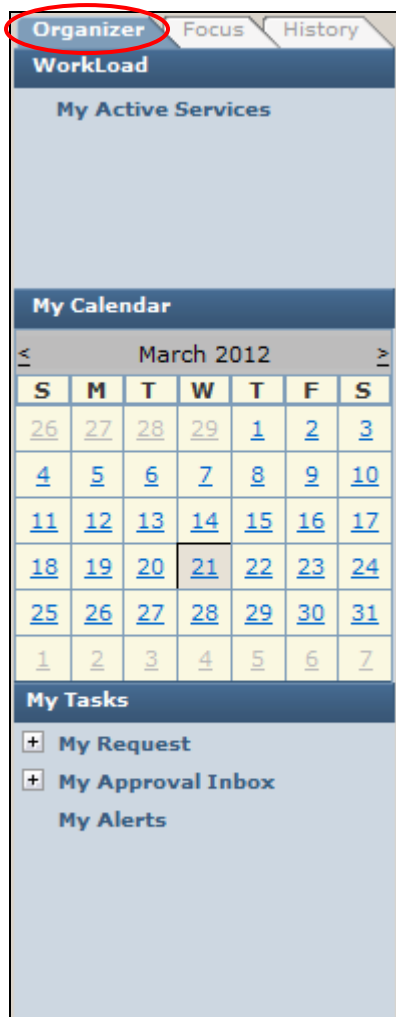 Organizer Focus History
WorkLoad
My Active Services
My Calendar
< March 2012 >
S M T W T F S
26 27 28 29 1 2 3
4 5 6 7 8 9 10
11 12 13 14 15 16 17
18 19 20 21 22 23 24
25 26 27 28 29 30 31
1 2 3 4 5 6 7
My Tasks
+ My Request
+ My Approval Inbox
My Alerts